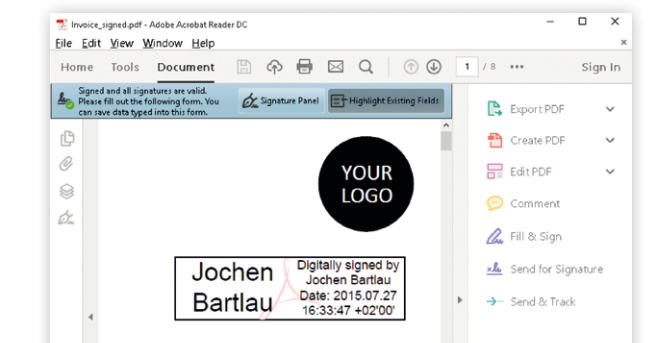 Invoice_signed.pdf - Adobe Acrobat Reader DC
File Edit View Window Help
Home Tools Document 1 / 8 ••• Sign In
Signed and all signatures are valid.
Please fill out the following form. You
can save data typed into this form.
Signature Panel
Highlight Existing Fields
YOUR
LOGO
Jochen
Bartlau
Digitally signed by
Jochen Bartlau
Date: 2015.07.27
16:33:47 +02'00'
Export PDF
Create PDF
Edit PDF
Comment
Fill & Sign
Send for Signature
Send & Track